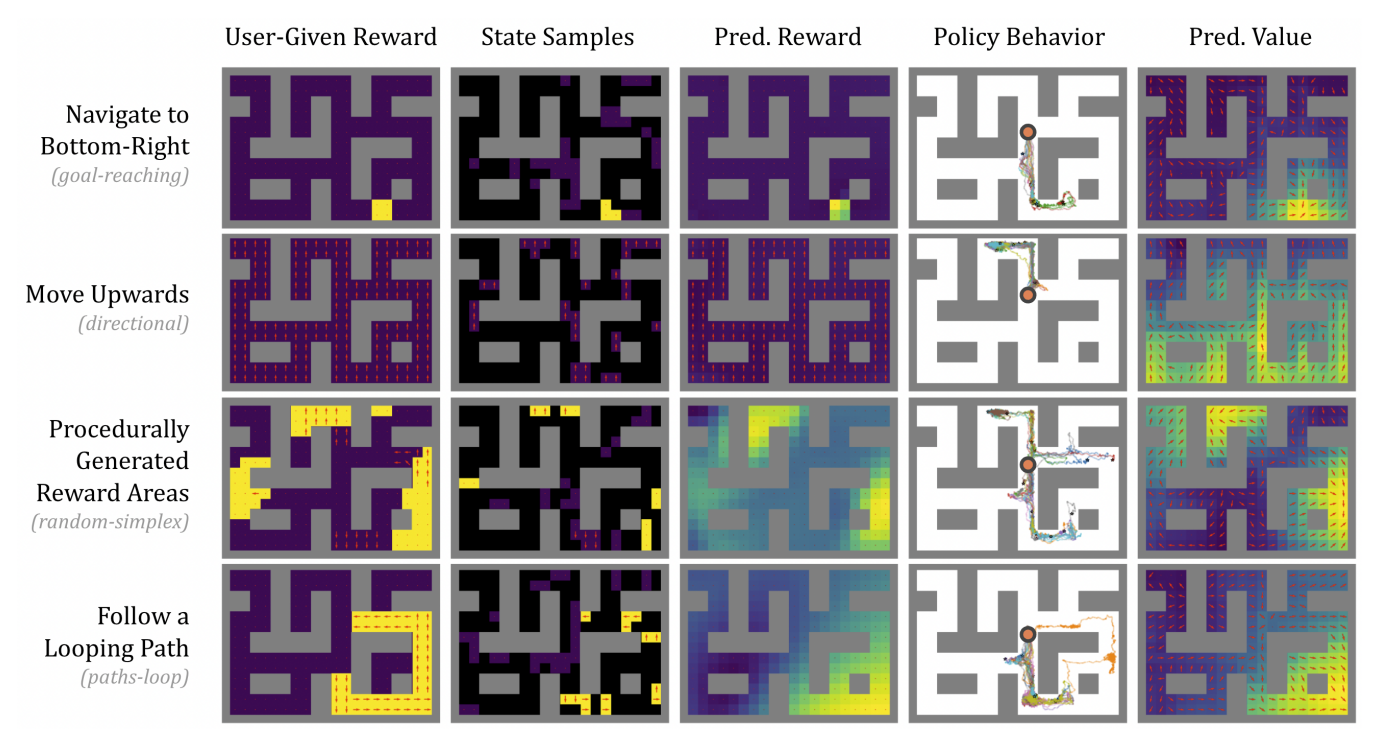 User-Given Reward State Samples Pred. Reward Policy Behavior Pred. Value
Navigate to
Bottom-Right
(goal-reaching)
Move Upwards
(directional)
Procedurally
Generated
Reward Areas
(random-simplex)
Follow a
Looping Path
(paths-loop)